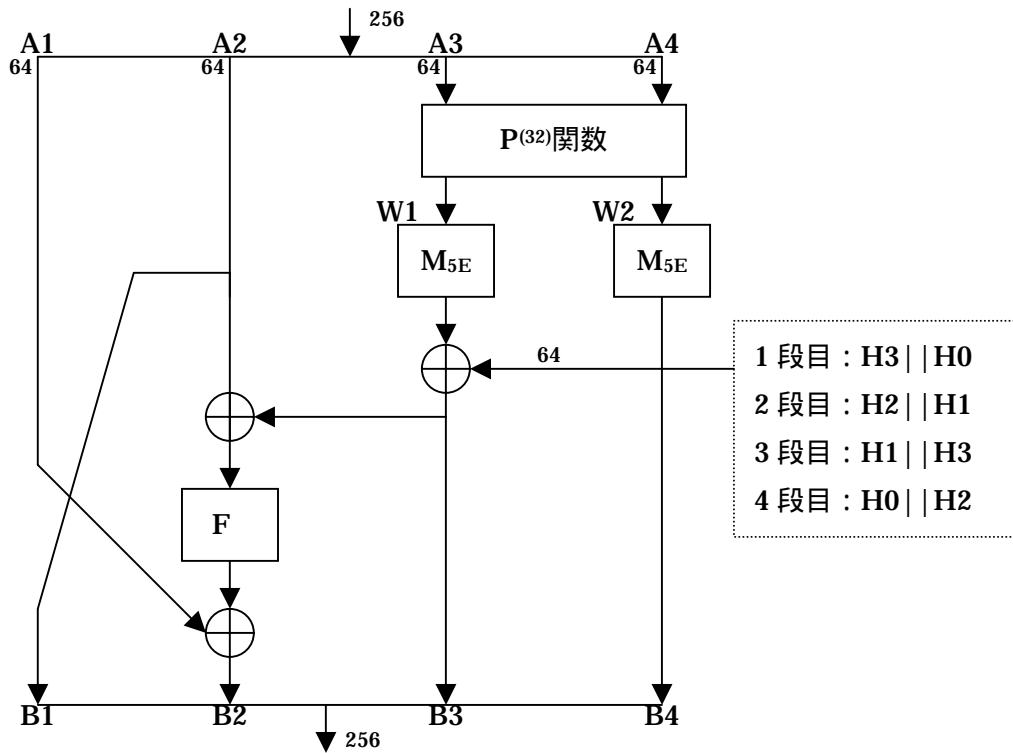 256
A1 A2 A3 A4
64 64 64 64
P(32)関数
W1 W2
M5E M5E
64
1 段目：H3||H0
2 段目：H2||H1
3 段目：H1||H3
4 段目：H0||H2
F
B1 B2 B3 B4
256